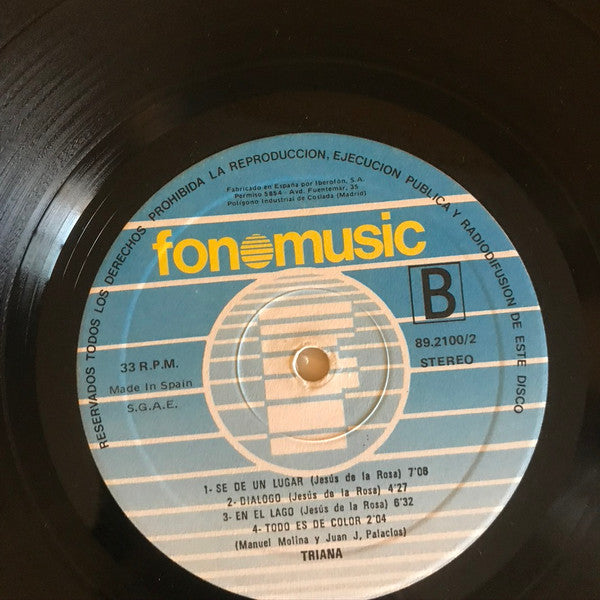 RESERVADOS TODOS LOS DERECHOS PROHIBIDA LA REPRODUCCION, EJECUCION PUBLICA Y RADIODIFUSION DE ESTE DISCO
Fabricado en España por Iberofón, S.A.
Permiso 5854 - Avd. Fuentemar, 35
Polígono Industrial de Coslada (Madrid)
fonomusic
B
33 R.P.M.
Made in Spain
S.G.A.E.
89.2100/2
STEREO
1- SE DE UN LUGAR (Jesús de la Rosa) 7'08
2- DIALOGO (Jesús de la Rosa) 4'27
3- EN EL LAGO (Jesús de la Rosa) 6'32
4- TODO ES DE COLOR 2'04
(Manuel Molina y Juan J, Palacios)
TRIANA